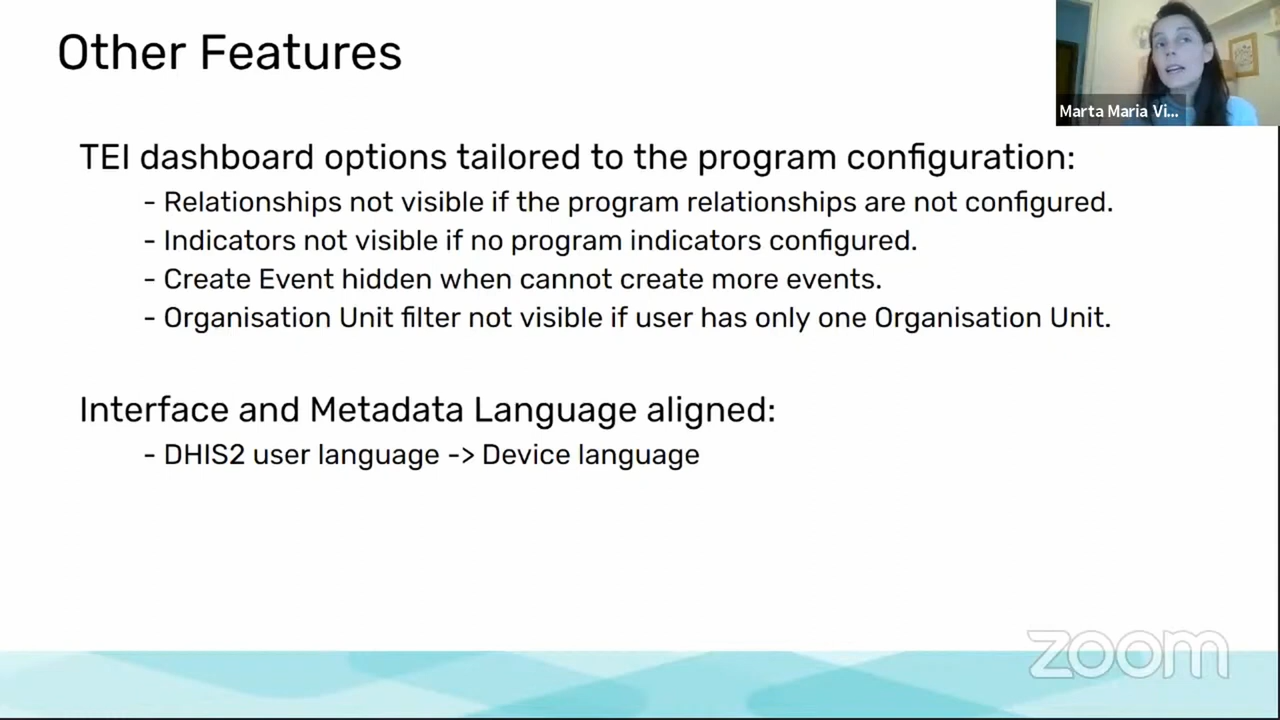 Other Features
Marta Maria Vi...
TEI dashboard options tailored to the program configuration:
- Relationships not visible if the program relationships are not configured.
- Indicators not visible if no program indicators configured.
- Create Event hidden when cannot create more events.
- Organisation Unit filter not visible if user has only one Organisation Unit.
Interface and Metadata Language aligned:
- DHIS2 user language -> Device language
zoom